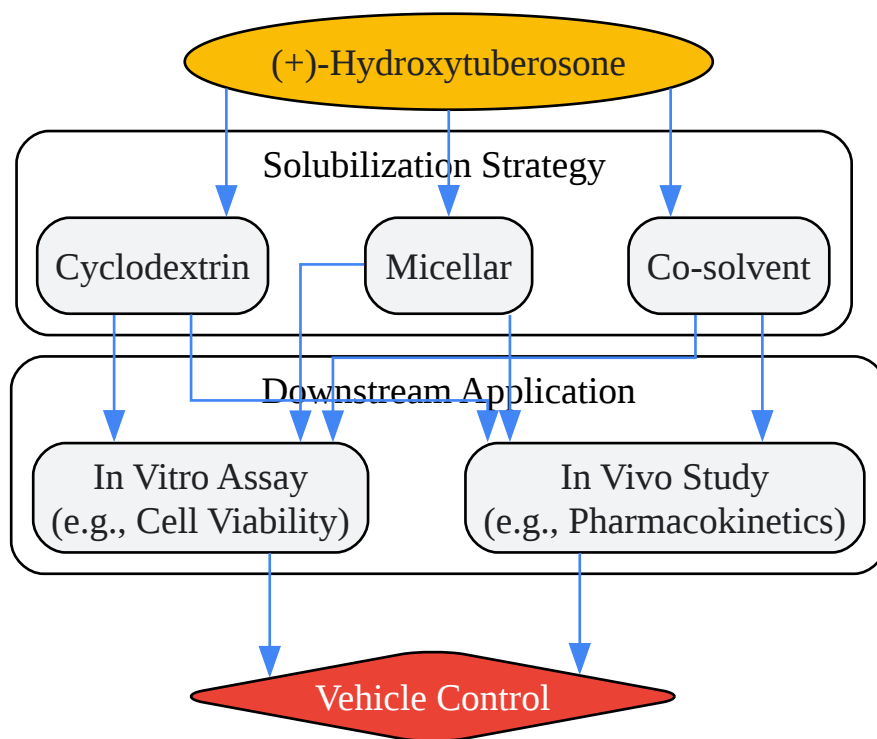 (+)-Hydroxytuberosone
Solubilization Strategy
Cyclodextrin
Micellar
Co-solvent
Downstream Application
In Vitro Assay
(e.g., Cell Viability)
In Vivo Study
(e.g., Pharmacokinetics)
Vehicle Control